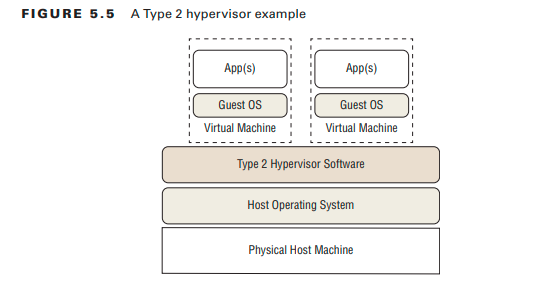 FIGURE 5.5 A Type 2 hypervisor example
App(s) App(s)
Guest OS Guest OS
Virtual Machine Virtual Machine
Type 2 Hypervisor Software
Host Operating System
Physical Host Machine